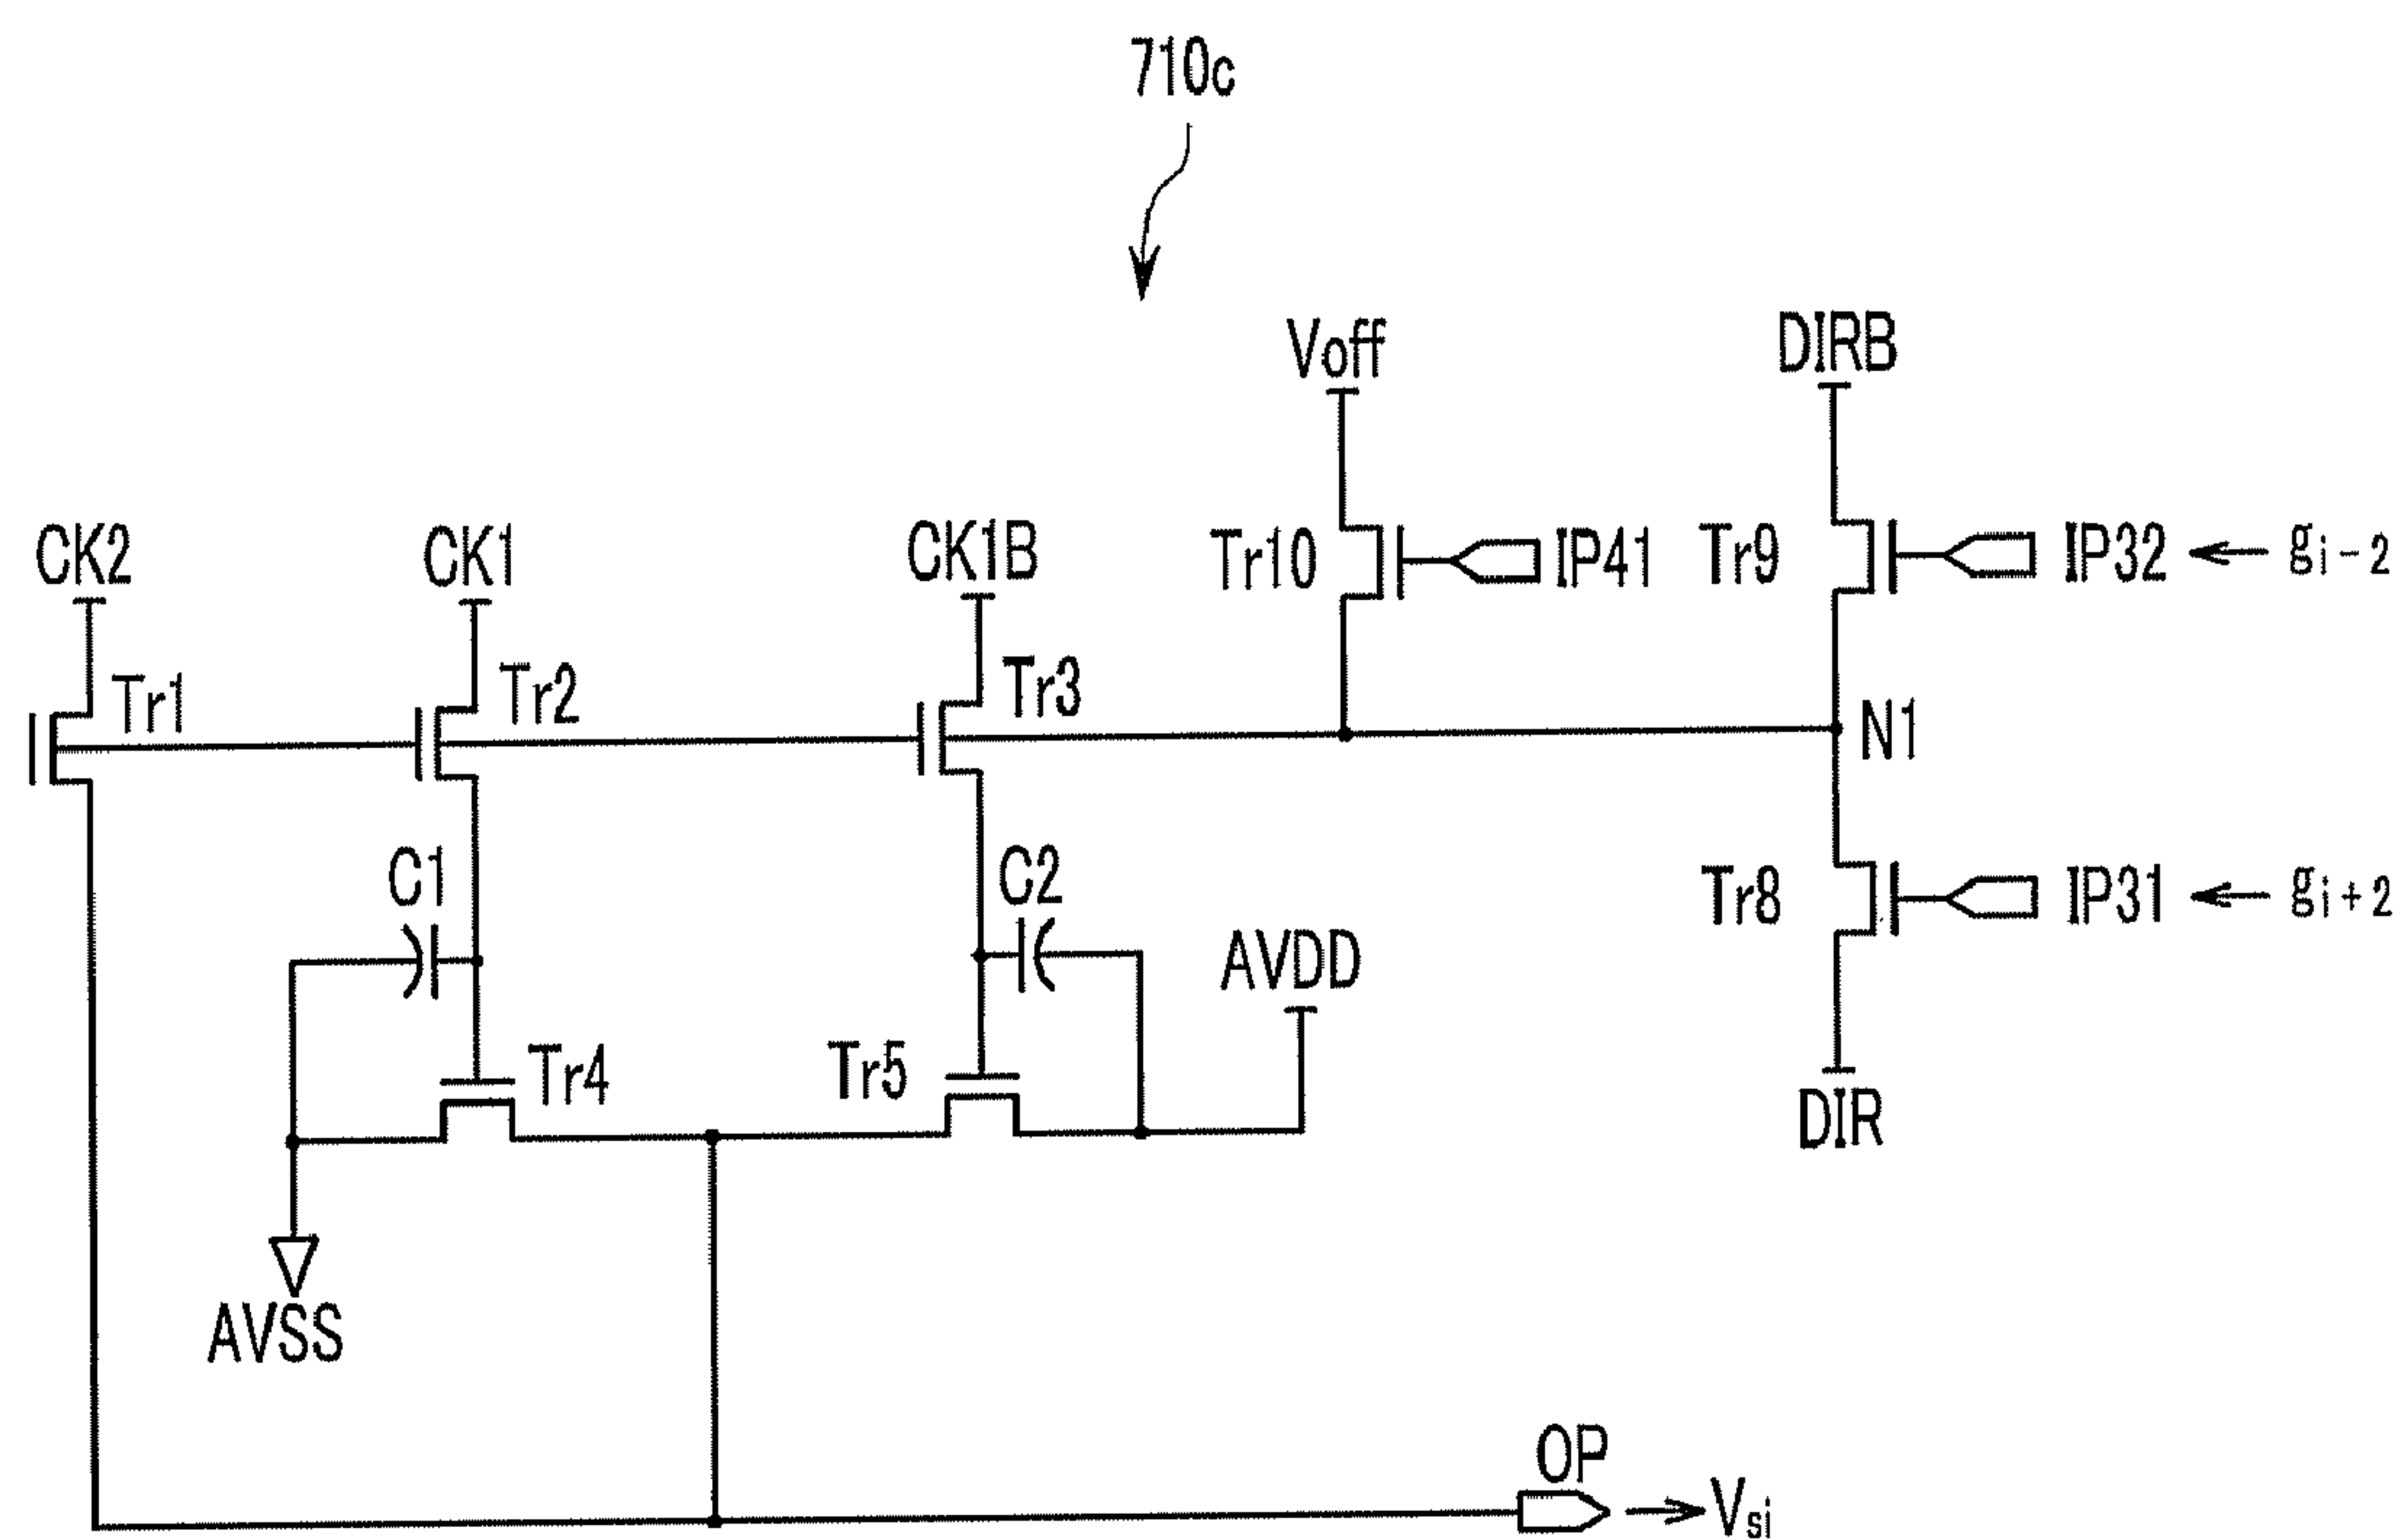 710c
Voff
DIRB
CK2
CK1
CK1B
Tr10
IP41
Tr9
IP32
gi-2
Tr1
Tr2
Tr3
N1
C1
C2
Tr8
IP31
gi+2
AVDD
Tr4
Tr5
DIR
AVSS
OP
Vsi